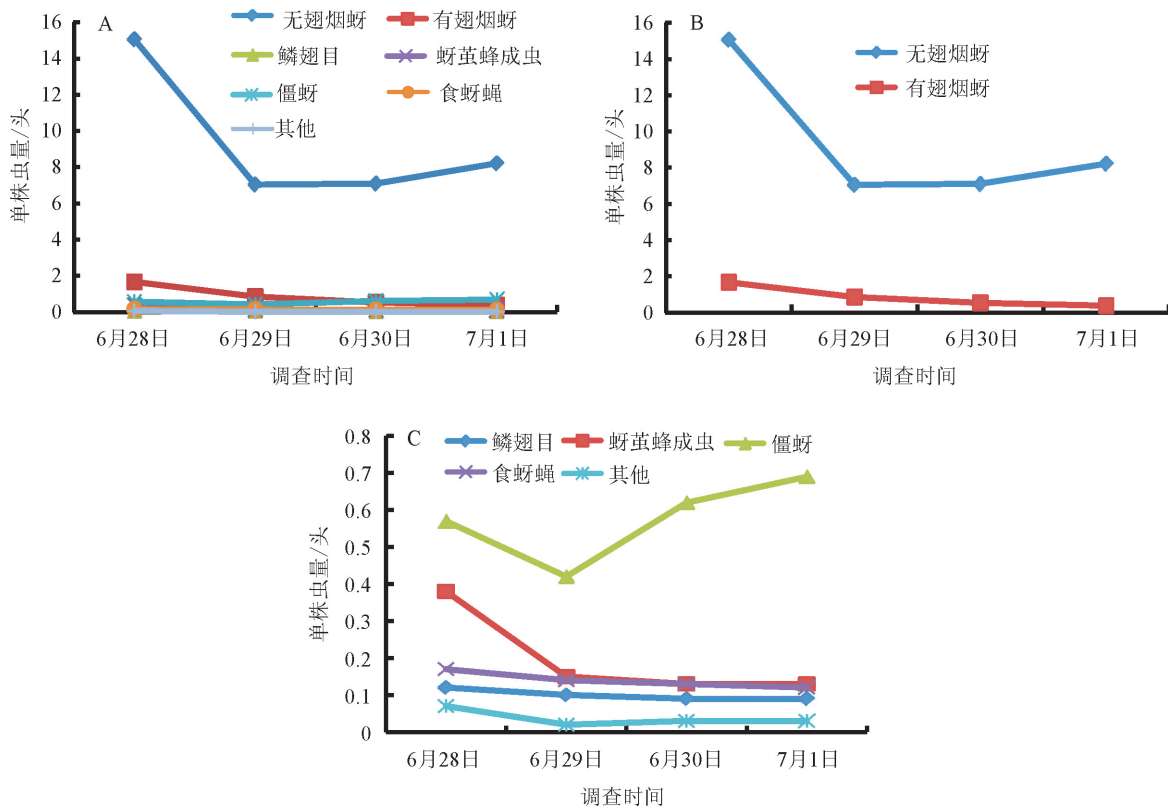 A
无翅烟蚜
有翅烟蚜
鳞翅目
蚜茧蜂成虫
僵蚜
食蚜蝇
其他
16
14
12
10
8
6
4
2
0
单株虫量/头
6月28日
6月29日
6月30日
7月1日
调查时间
B
无翅烟蚜
有翅烟蚜
16
14
12
10
8
6
4
2
0
单株虫量/头
6月28日
6月29日
6月30日
7月1日
调查时间
C
鳞翅目
蚜茧蜂成虫
僵蚜
食蚜蝇
其他
0.8
0.7
0.6
0.5
0.4
0.3
0.2
0.1
0
单株虫量/头
6月28日
6月29日
6月30日
7月1日
调查时间